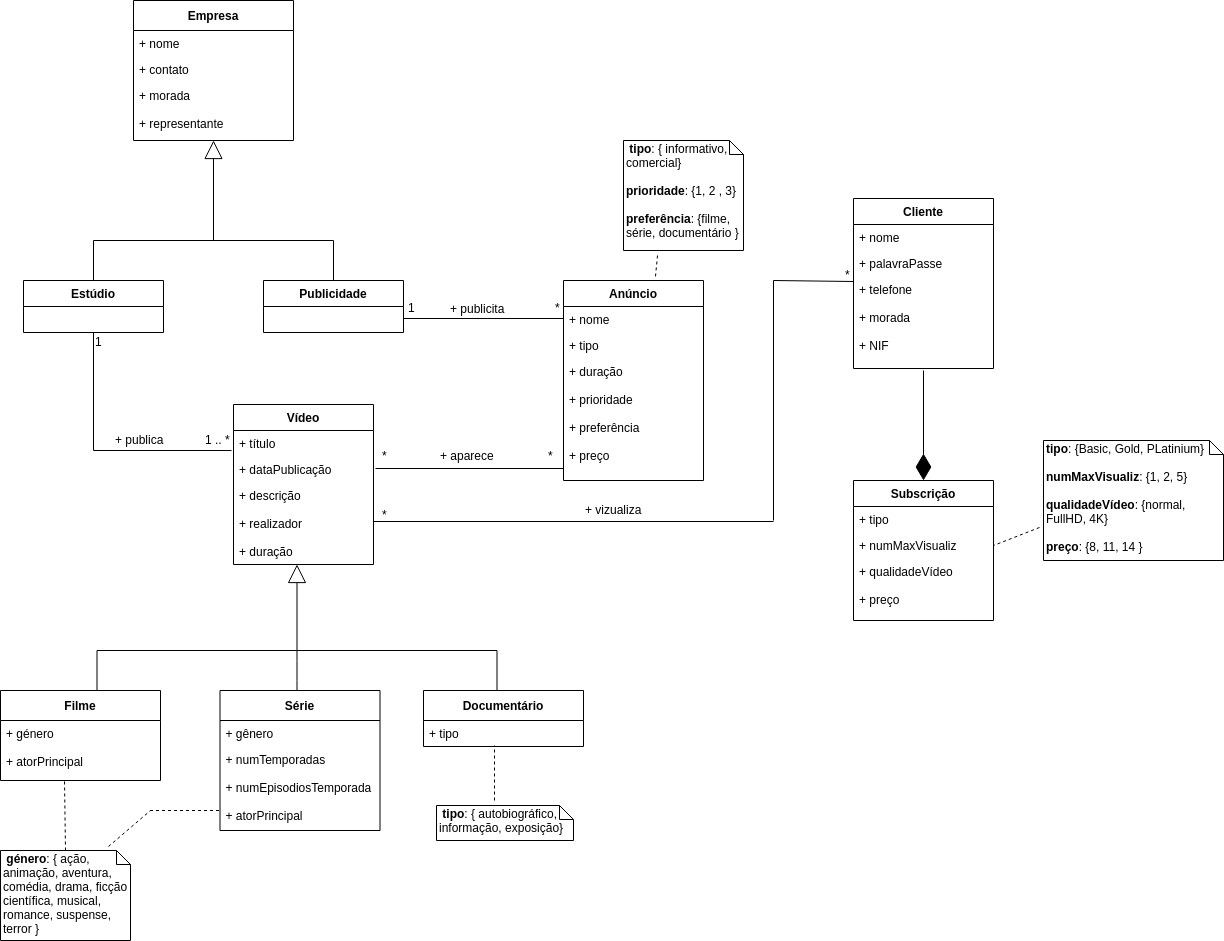 Empresa
+ nome
+ contato
+ morada
+ representante
tipo: { informativo,
comercial}
prioridade: {1, 2 , 3}
preferência: {filme,
série, documentário }
Cliente
+ nome
+ palavraPasse
+ telefone
+ morada
+ NIF
*
Estúdio
1
Publicidade
1
+ publicita
*
Anúncio
+ nome
+ tipo
+ duração
+ prioridade
+ preferência
+ preço
+ publica
1 .. *
Vídeo
+ título
+ dataPublicação
+ descrição
+ realizador
+ duração
*
+ aparece
*
*
+ vizualiza
Subscrição
+ tipo
+ numMaxVisualiz
+ qualidadeVídeo
+ preço
tipo: {Basic, Gold, PLatinium}
numMaxVisualiz: {1, 2, 5}
qualidadeVídeo: {normal,
FullHD, 4K}
preço: {8, 11, 14 }
Filme
+ género
+ atorPrincipal
Série
+ gênero
+ numTemporadas
+ numEpisodiosTemporada
+ atorPrincipal
Documentário
+ tipo
tipo: { autobiográfico,
informação, exposição}
género: { ação,
animação, aventura,
comédia, drama, ficção
científica, musical,
romance, suspense,
terror }